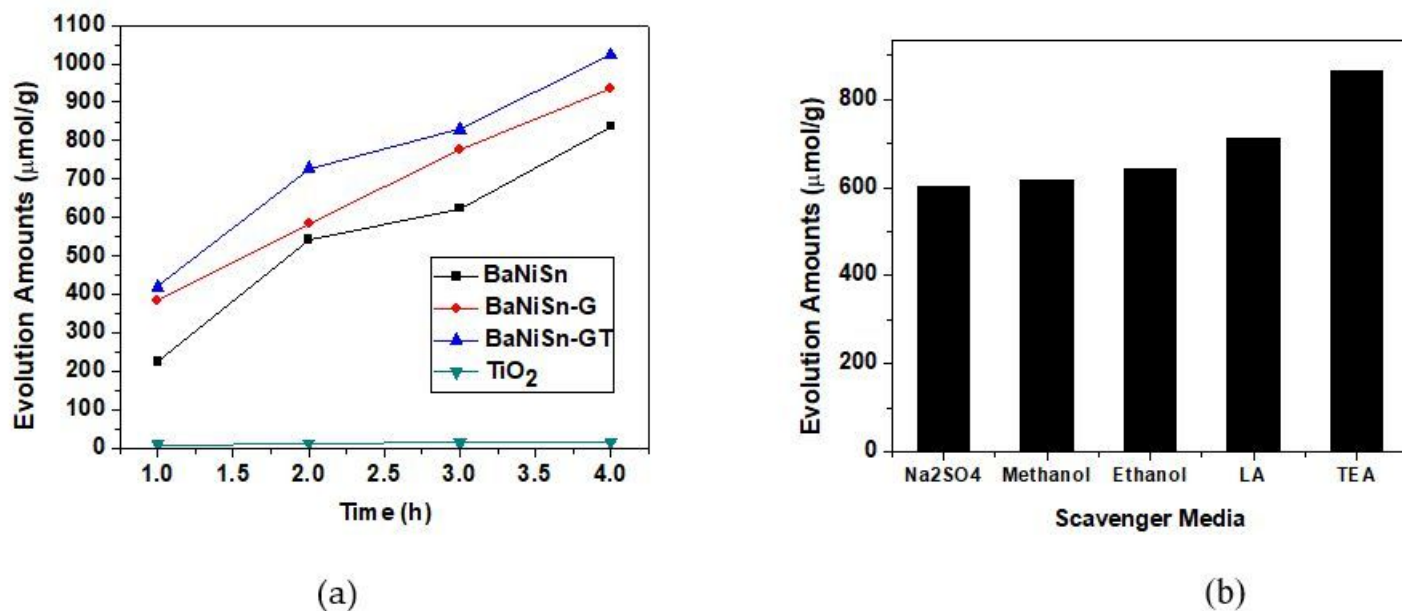 Evolution Amounts (μmol/g)
1100
1000
900
800
700
600
500
400
300
200
100
0
BaNiSn
BaNiSn-G
BaNiSn-GT
TiO2
1.0 1.5 2.0 2.5 3.0 3.5 4.0
Time (h)
(a)
Evolution Amounts (μmol/g)
800
600
400
200
0
Na2SO4 Methanol Ethanol LA TEA
Scavenger Media
(b)